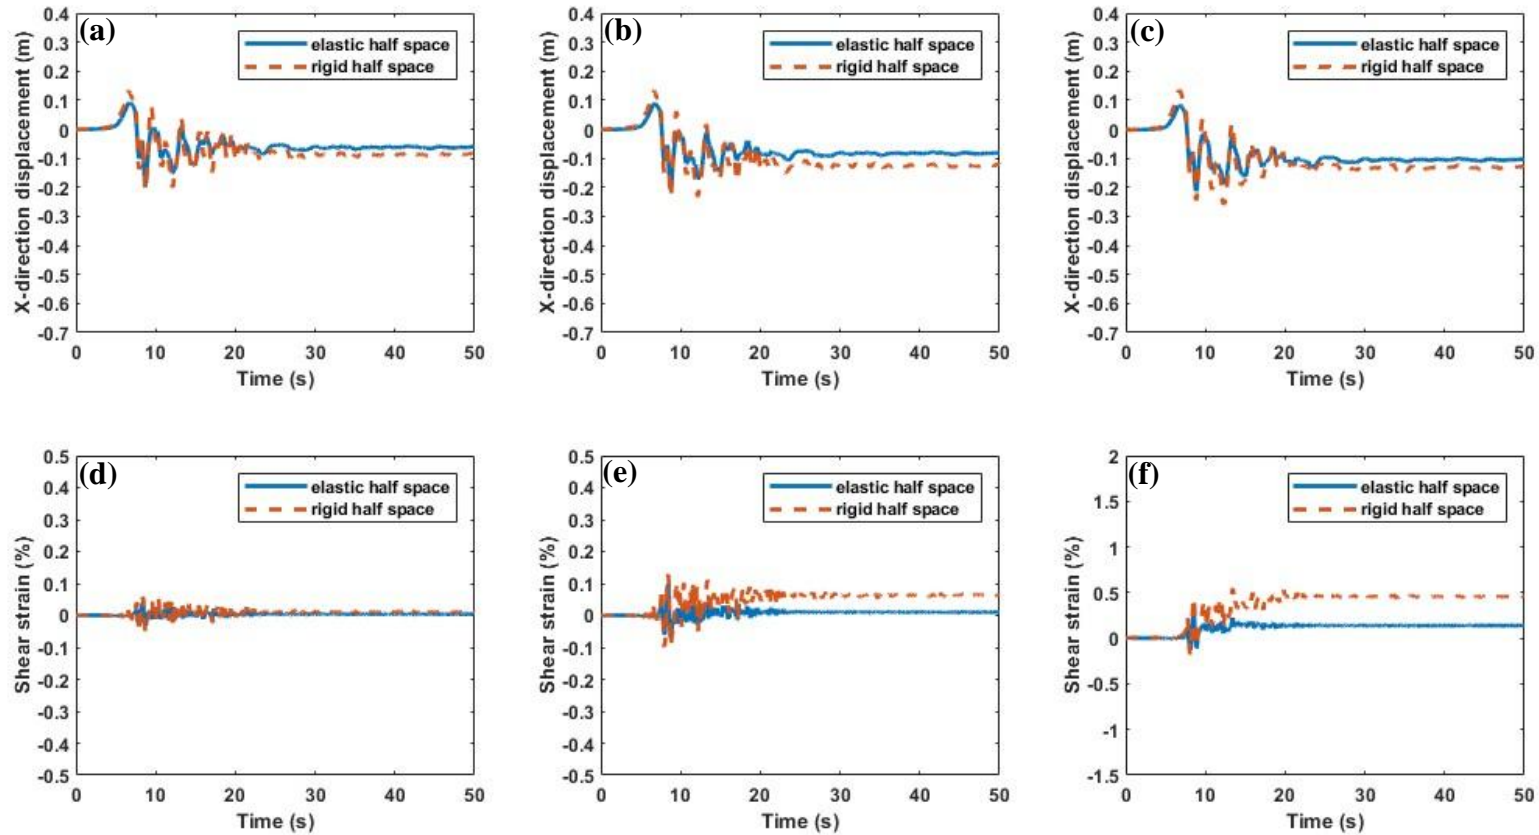 (a)
elastic half space
rigid half space
X-direction displacement (m)
0.4
0.3
0.2
0.1
0
-0.1
-0.2
-0.3
-0.4
-0.5
-0.6
-0.7
0 10 20 30 40 50
Time (s)
(b)
elastic half space
rigid half space
X-direction displacement (m)
0.4
0.3
0.2
0.1
0
-0.1
-0.2
-0.3
-0.4
-0.5
-0.6
-0.7
0 10 20 30 40 50
Time (s)
(c)
elastic half space
rigid half space
X-direction displacement (m)
0.4
0.3
0.2
0.1
0
-0.1
-0.2
-0.3
-0.4
-0.5
-0.6
-0.7
0 10 20 30 40 50
Time (s)
(d)
elastic half space
rigid half space
Shear strain (%)
0.5
0.4
0.3
0.2
0.1
0
-0.1
-0.2
-0.3
-0.4
-0.5
0 10 20 30 40 50
Time (s)
(e)
elastic half space
rigid half space
Shear strain (%)
0.5
0.4
0.3
0.2
0.1
0
-0.1
-0.2
-0.3
-0.4
-0.5
0 10 20 30 40 50
Time (s)
(f)
elastic half space
rigid half space
Shear strain (%)
2
1.5
1
0.5
0
-0.5
-1
-1.5
0 10 20 30 40 50
Time (s)